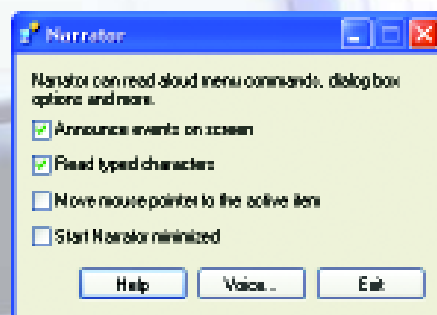 Narrator
Narrator can read aloud menu commands, dialog box
options and more.
Announce events on screen
Read typed characters
Move mouse pointer to the active item
Start Narrator minimized
Help
Voice...
Exit